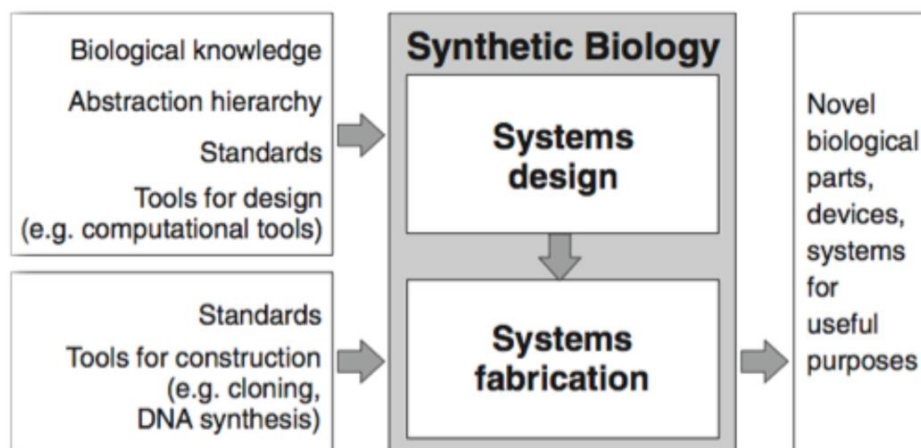 Biological knowledge
Abstraction hierarchy
Standards
Tools for design
(e.g. computational tools)
Standards
Tools for construction
(e.g. cloning,
DNA synthesis)
Synthetic Biology
Systems
design
Systems
fabrication
Novel
biological
parts,
devices,
systems
for
useful
purposes